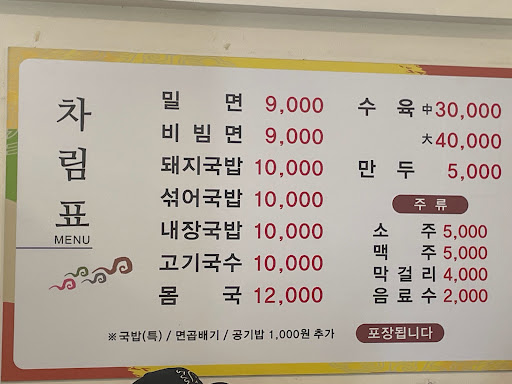 차림표
MENU
밀면 9,000
비빔면 9,000
돼지국밥 10,000
섞어국밥 10,000
내장국밥 10,000
고기국수 10,000
몸국 12,000
수육 中 30,000
大 40,000
만두 5,000
주류
소주 5,000
맥주 5,000
막걸리 4,000
음료수 2,000
※국밥(특) / 면곱배기 / 공기밥 1,000원 추가
포장됩니다